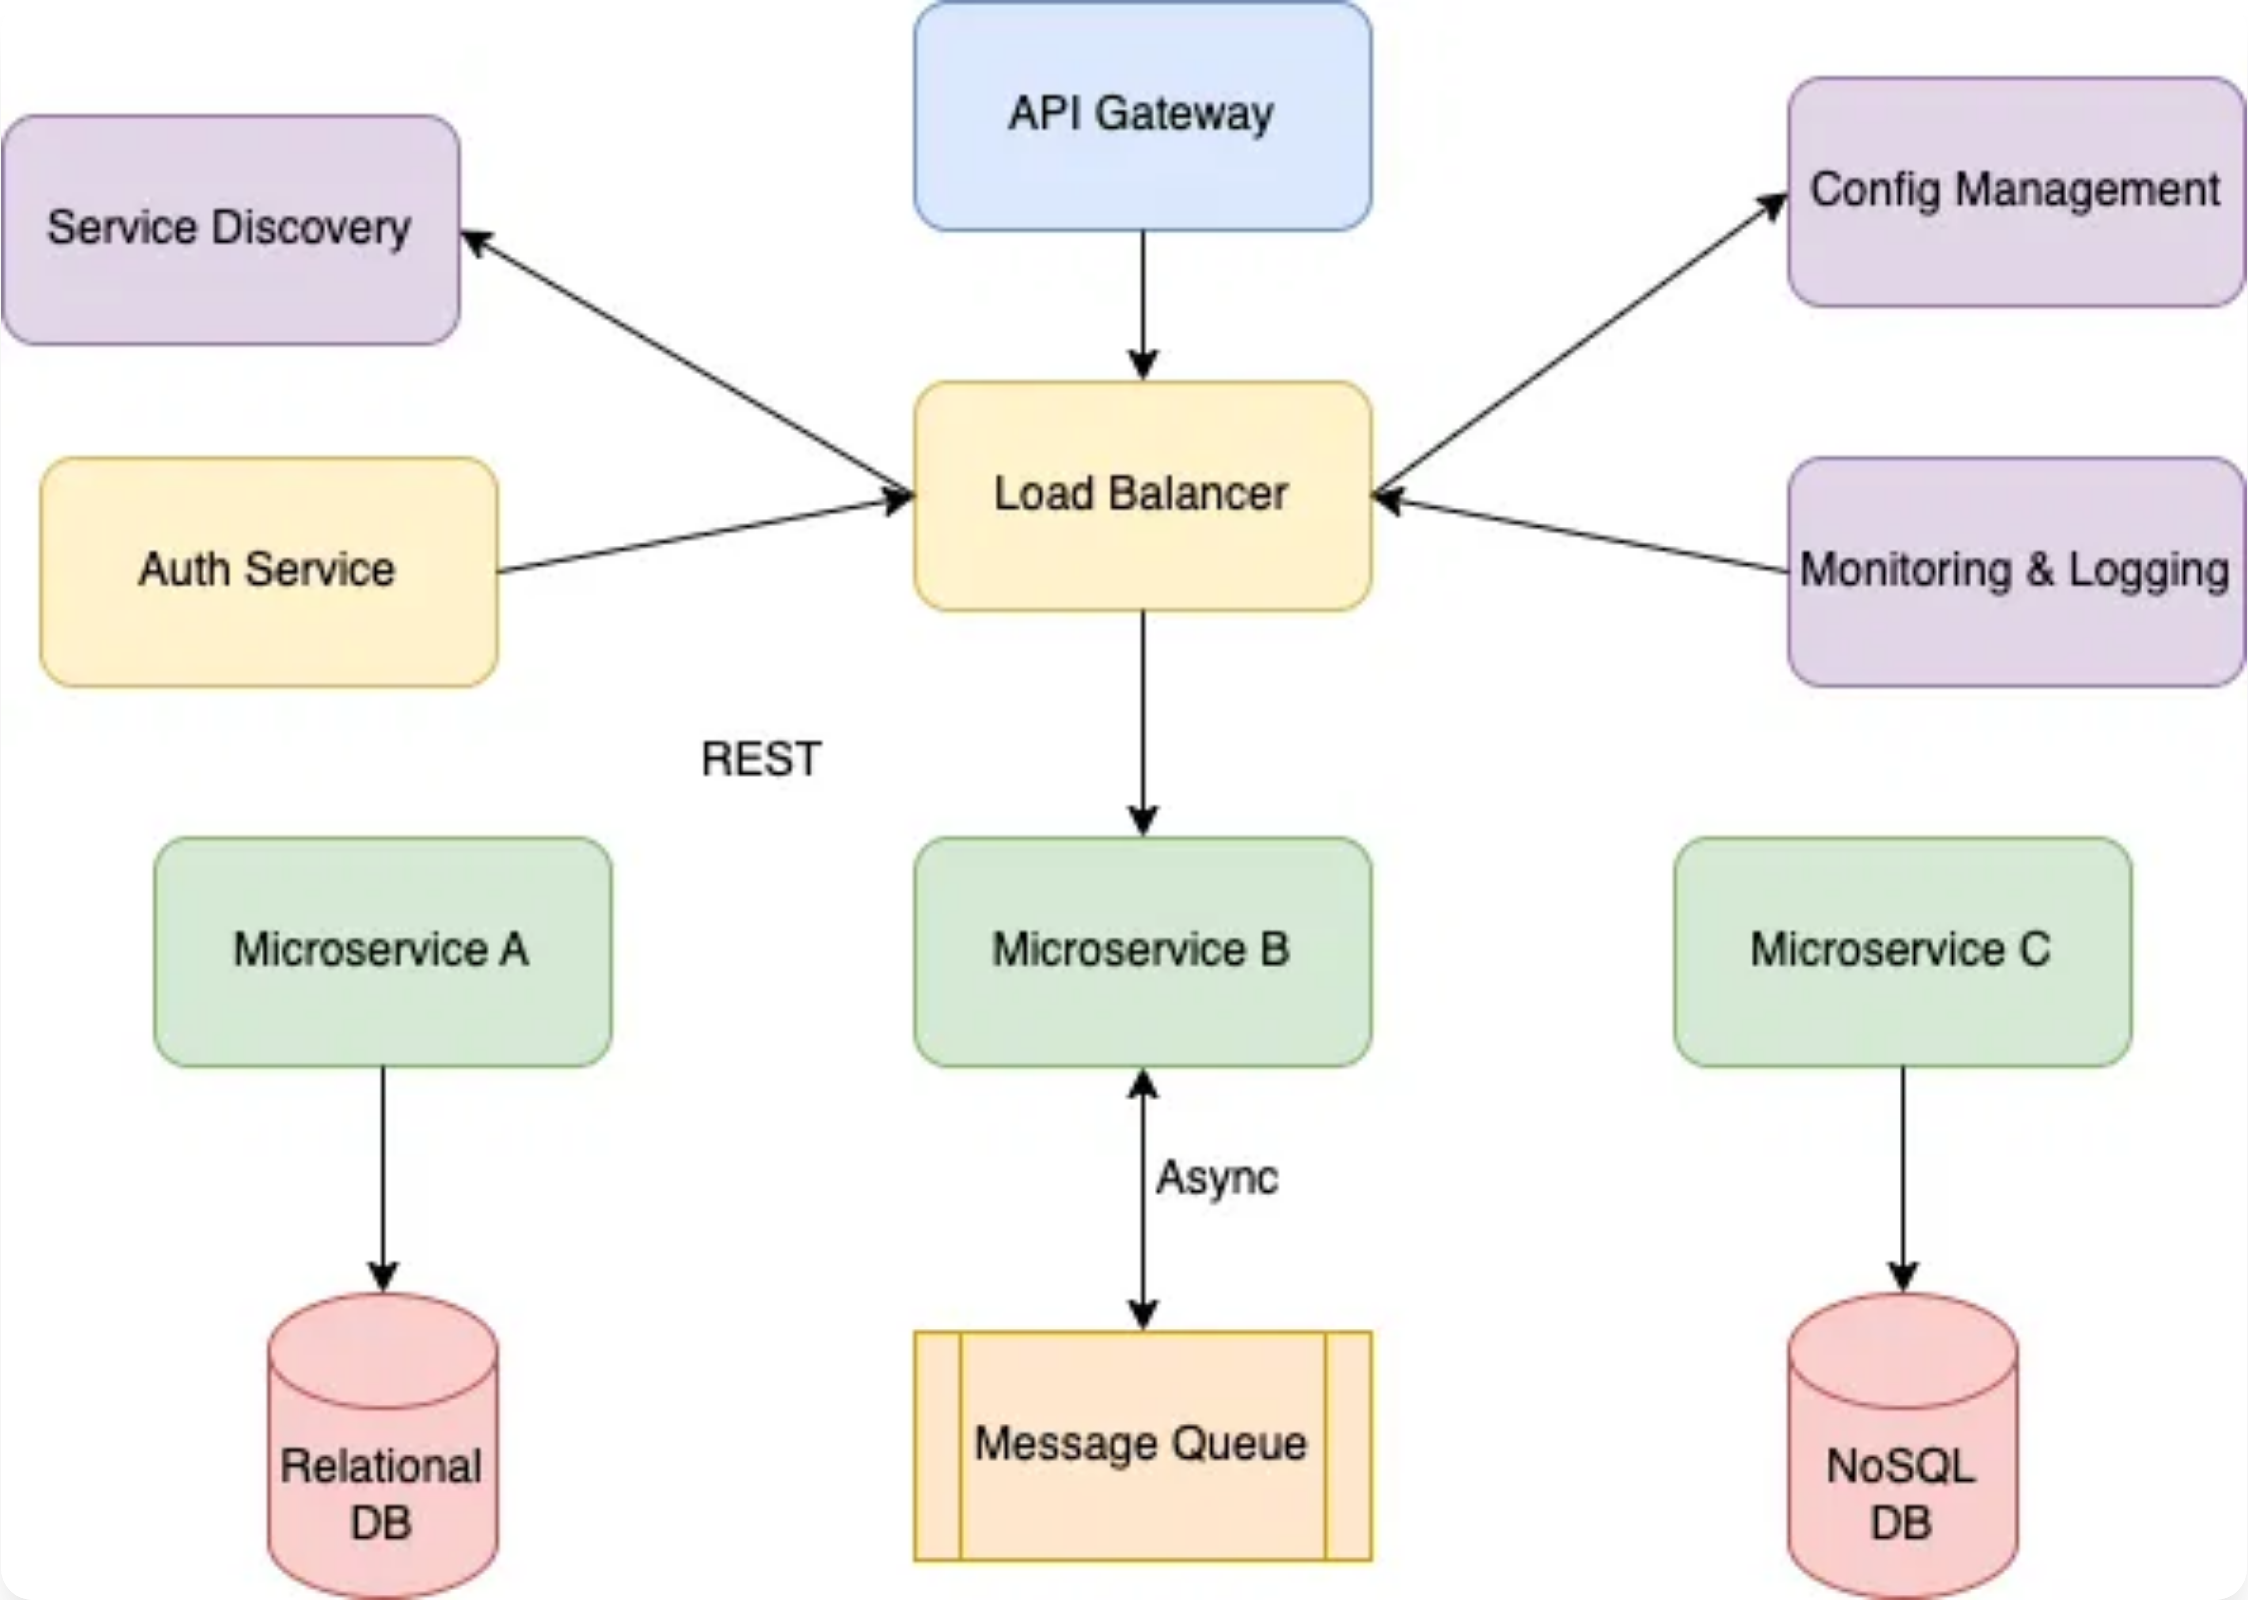 API Gateway
Config Management
Service Discovery
Load Balancer
Auth Service
Monitoring & Logging
REST
Microservice A
Microservice B
Microservice C
Async
Relational
DB
Message Queue
NoSQL
DB